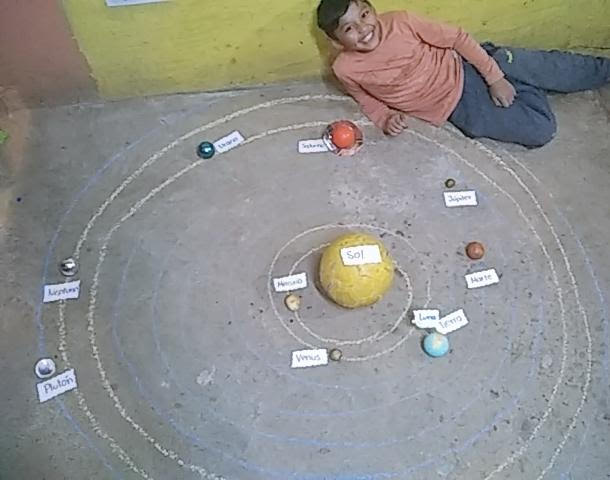 Urano
Saturno
Júpiter
Sol
Marte
Mercurio
Neptuno
Luna
Tierra
Venus
Plutón